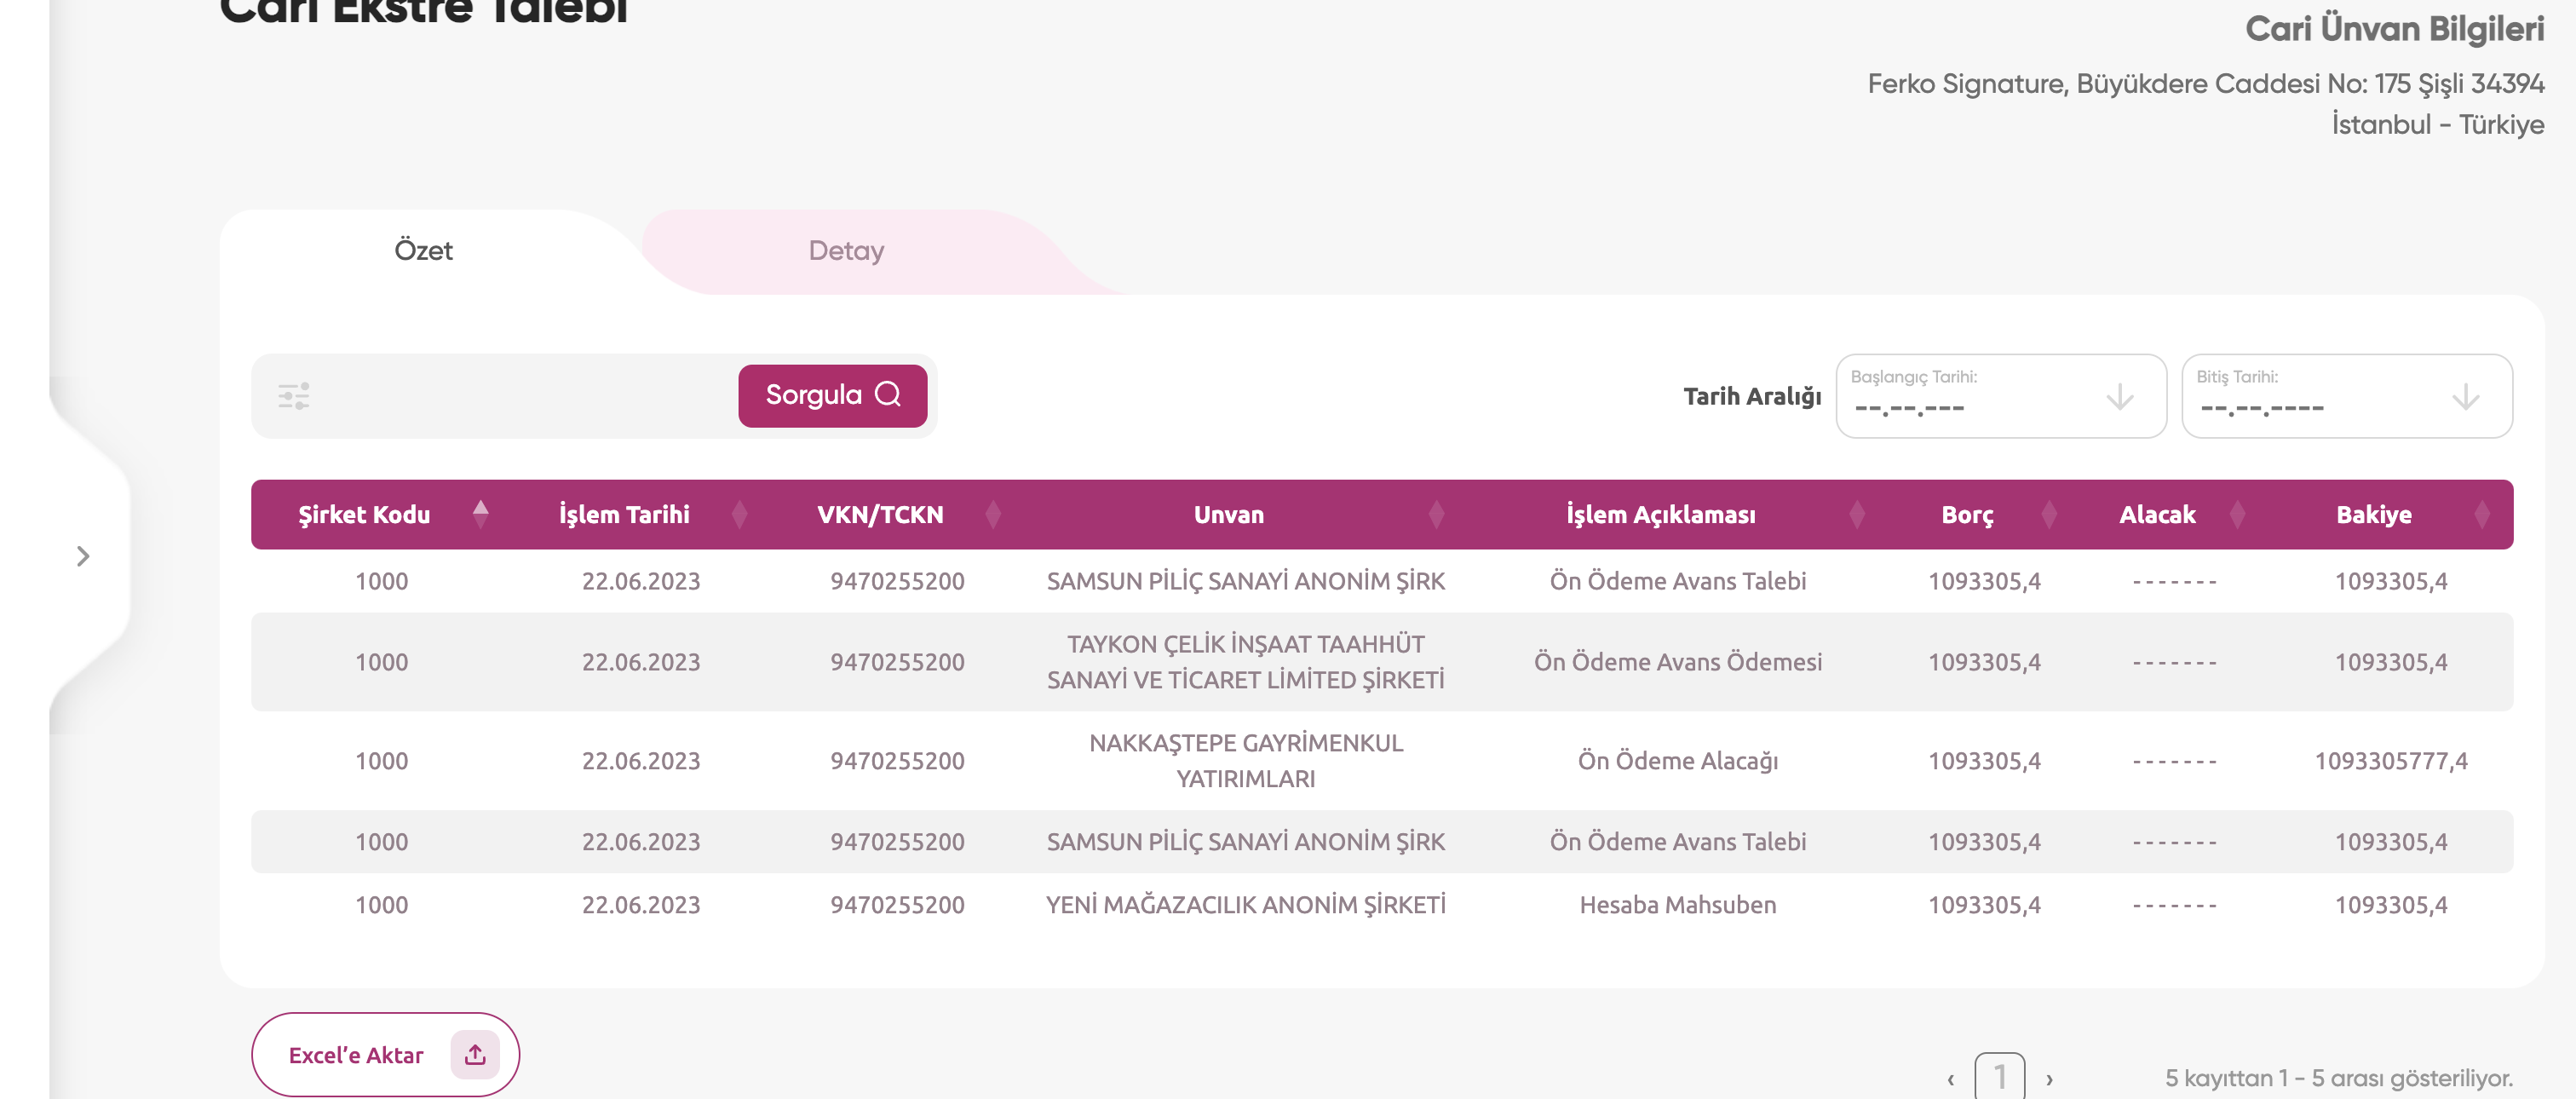 Cari Ekstre Talebi
Cari Ünvan Bilgileri
Ferko Signature, Büyükdere Caddesi No: 175 Şişli 34394
İstanbul - Türkiye
Özet
Detay
Sorgula
Tarih Aralığı
Başlangıç Tarihi:
--.--.---
Bitiş Tarihi:
--.--.----
Şirket Kodu İşlem Tarihi VKN/TCKN Unvan İşlem Açıklaması Borç Alacak Bakiye
1000 22.06.2023 9470255200 SAMSUN PİLİÇ SANAYİ ANONİM ŞİRK Ön Ödeme Avans Talebi 1093305,4 ------- 1093305,4
1000 22.06.2023 9470255200 TAYKON ÇELİK İNŞAAT TAAHHÜT
SANAYİ VE TİCARET LİMİTED ŞİRKETİ Ön Ödeme Avans Ödemesi 1093305,4 ------- 1093305,4
1000 22.06.2023 9470255200 NAKKAŞTEPE GAYRİMENKUL
YATIRIMLARI Ön Ödeme Alacağı 1093305,4 ------- 1093305777,4
1000 22.06.2023 9470255200 SAMSUN PİLİÇ SANAYİ ANONİM ŞİRK Ön Ödeme Avans Talebi 1093305,4 ------- 1093305,4
1000 22.06.2023 9470255200 YENİ MAĞAZACILIK ANONİM ŞİRKETİ Hesaba Mahsuben 1093305,4 ------- 1093305,4
Excel’e Aktar
‹ 1 ›
5 kayıttan 1 - 5 arası gösteriliyor.